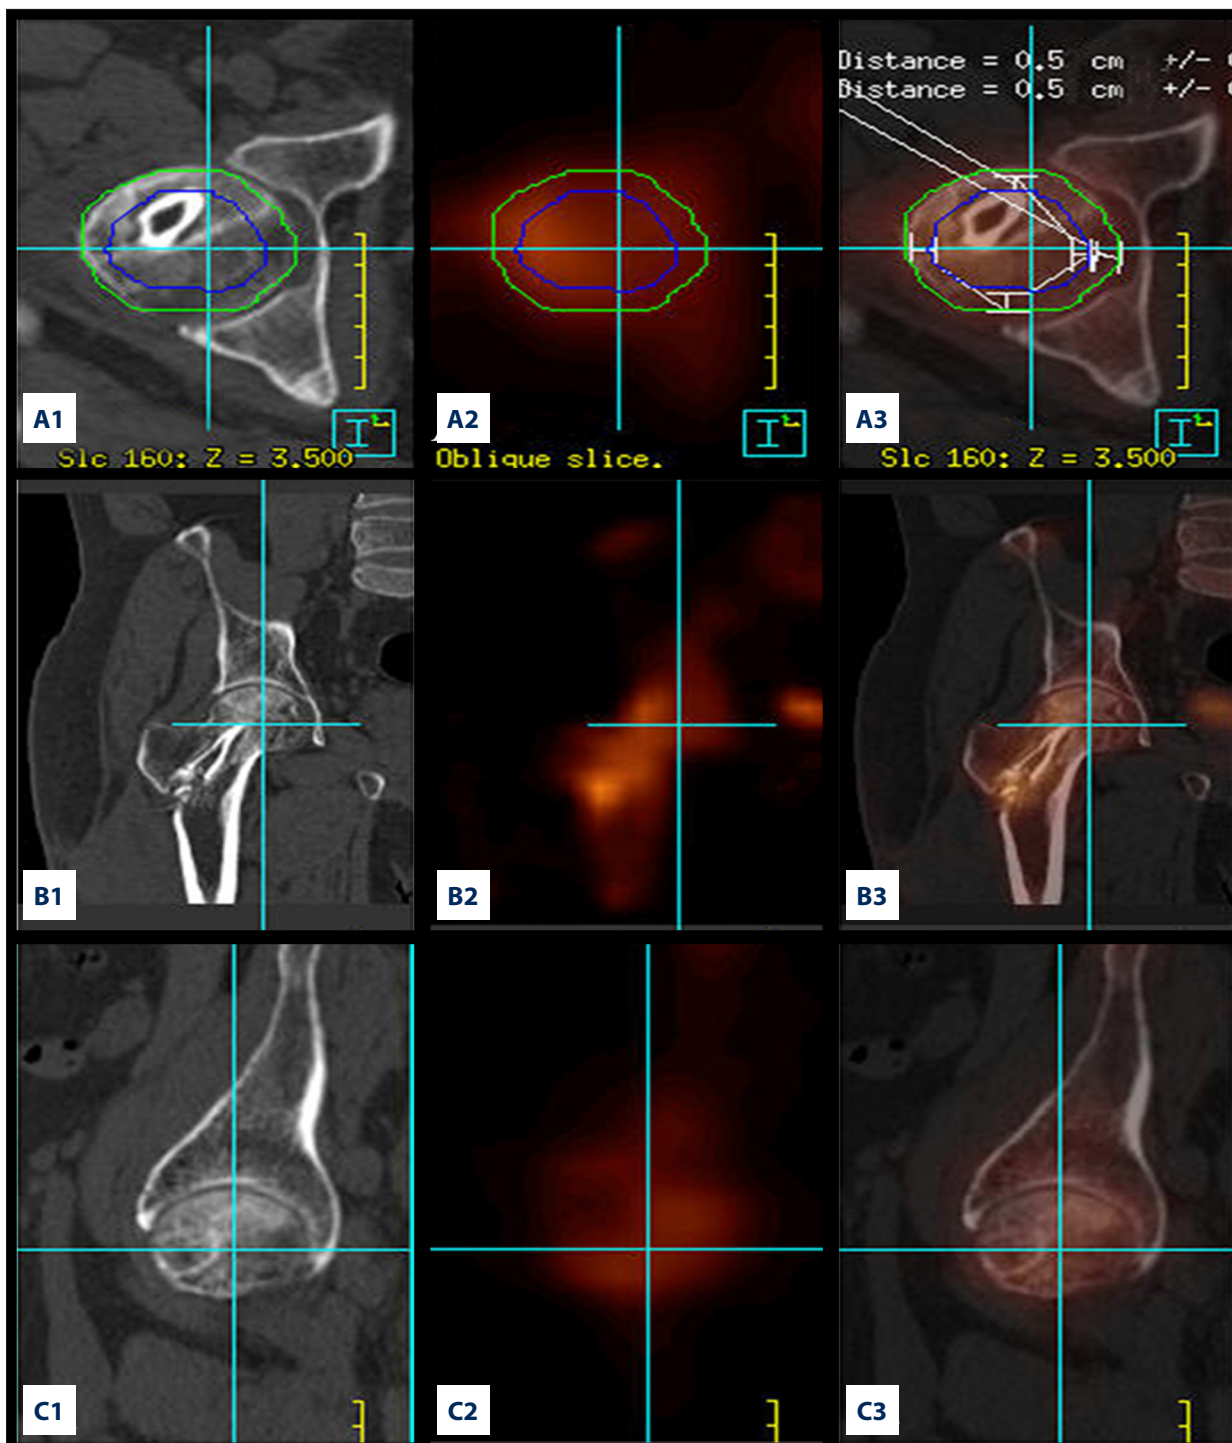 Distance = 0.5 cm +/-
Distance = 0.5 cm +/-
A1
A2
A3
Slc 160: Z = 3.500
Oblique slice.
Slc 160: Z = 3.500
B1
B2
B3
C1
C2
C3